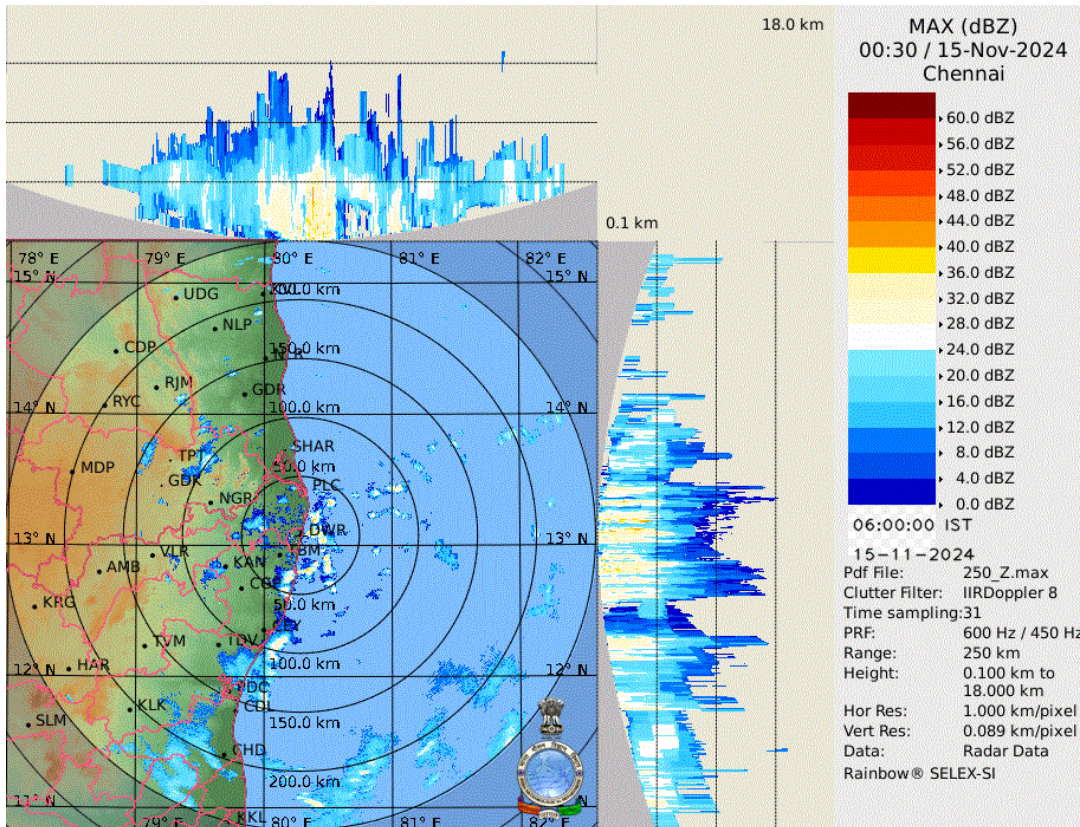 18.0 km
0.1 km
MAX (dBZ)
00:30 / 15-Nov-2024
Chennai
60.0 dBZ
56.0 dBZ
52.0 dBZ
48.0 dBZ
44.0 dBZ
40.0 dBZ
36.0 dBZ
32.0 dBZ
28.0 dBZ
24.0 dBZ
20.0 dBZ
16.0 dBZ
12.0 dBZ
8.0 dBZ
4.0 dBZ
0.0 dBZ
06:00:00 IST
15-11-2024
Pdf File: 250_Z.max
Clutter Filter: IIRDoppler 8
Time sampling:31
PRF: 600 Hz / 450 Hz
Range: 250 km
Height: 0.100 km to
18.000 km
Hor Res: 1.000 km/pixel
Vert Res: 0.089 km/pixel
Data: Radar Data
Rainbow® SELEX-SI
78° E 79° E 80° E 81° E 82° E
15° N 15° N
UDG
NLP
CDP
150.0 km
RJM
GDR
RYC
100.0 km
14° N 14° N
SHAR
TPT
50.0 km
MDP
GDK
PLC
NGR
DWR
13° N 13° N
VLR
KAN
AMB
KRG
50.0 km
TVM
TDV
HAR
100.0 km
12° N 12° N
PDC
KLK
CDL
SLM
150.0 km
CHD
200.0 km
11° N 11° N
KKL
79° E 80° E 81° E 82° E